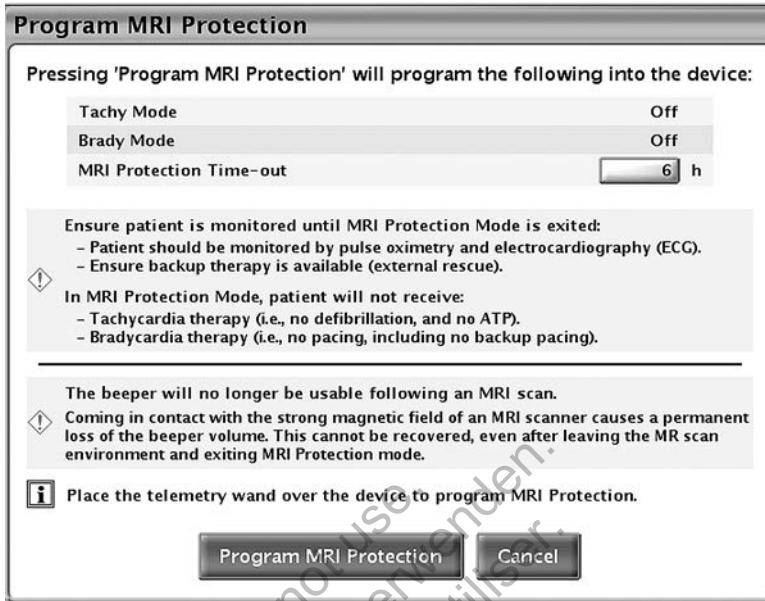 Program MRI Protection
Pressing 'Program MRI Protection' will program the following into the device:
Tachy Mode Off
Brady Mode Off
MRI Protection Time-out 6 h
Ensure patient is monitored until MRI Protection Mode is exited:
– Patient should be monitored by pulse oximetry and electrocardiography (ECG).
– Ensure backup therapy is available (external rescue).
In MRI Protection Mode, patient will not receive:
– Tachycardia therapy (i.e., no defibrillation, and no ATP).
– Bradycardia therapy (i.e., no pacing, including no backup pacing).
The beeper will no longer be usable following an MRI scan.
Coming in contact with the strong magnetic field of an MRI scanner causes a permanent
loss of the beeper volume. This cannot be recovered, even after leaving the MR scan
environment and exiting MRI Protection mode.
Place the telemetry wand over the device to program MRI Protection.
Program MRI Protection Cancel
not use.